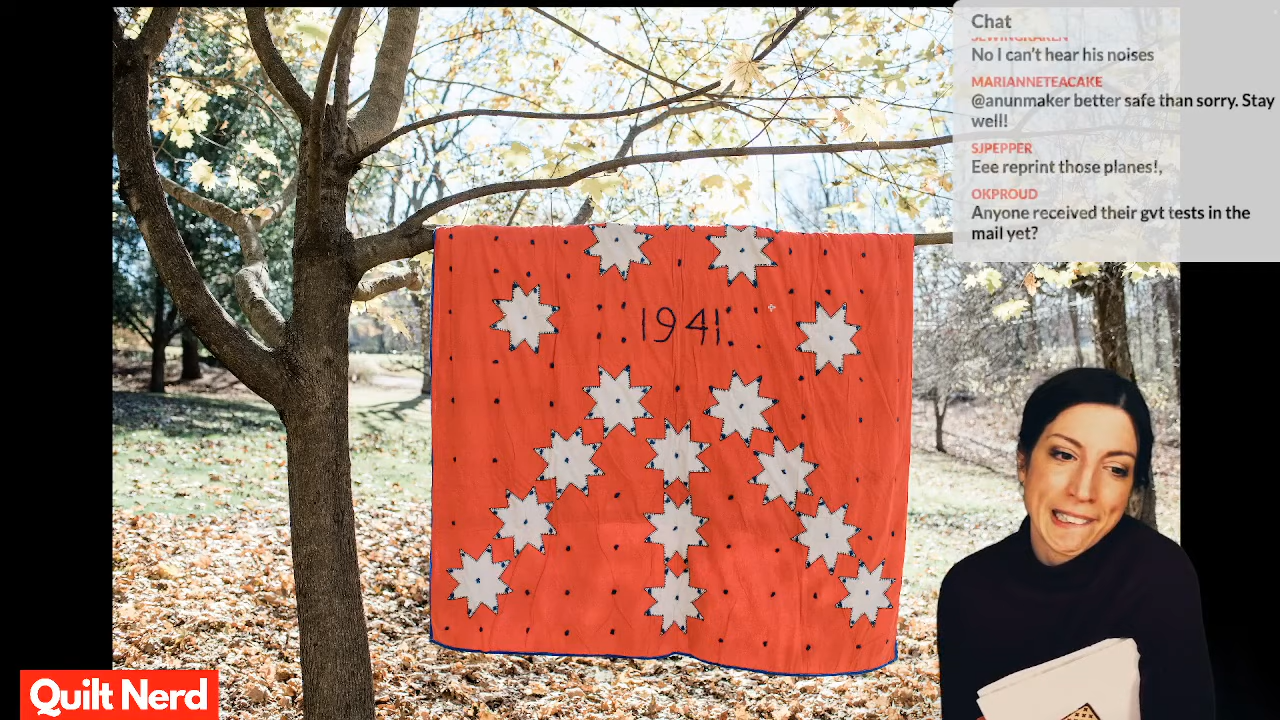 Chat
SEWINGKRAKEN
No I can't hear his noises
MARIANNETEACAKE
@anunmaker better safe than sorry. Stay
well!
SJPEPPER
Eee reprint those planes!,
OKPROUD
Anyone received their gvt tests in the
mail yet?
1941
Quilt Nerd